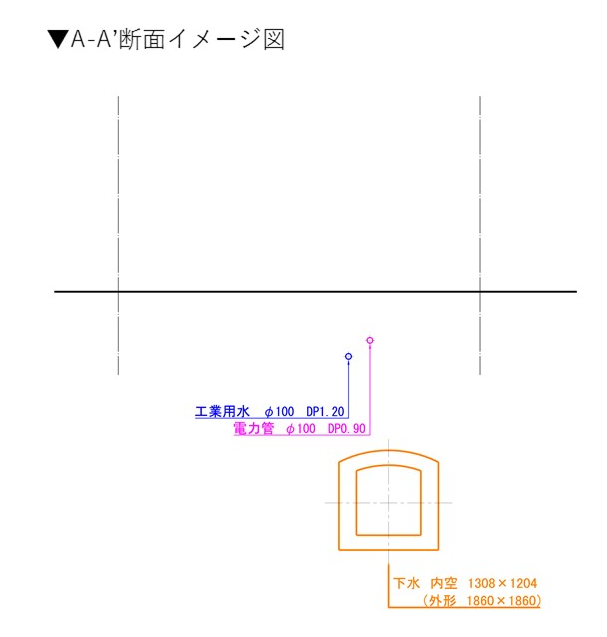 ▼A-A’断面イメージ図
工業用水　φ100　DP1.20
電力管　φ100　DP0.90
下水　内空　1308×1204
（外形　1860×1860）